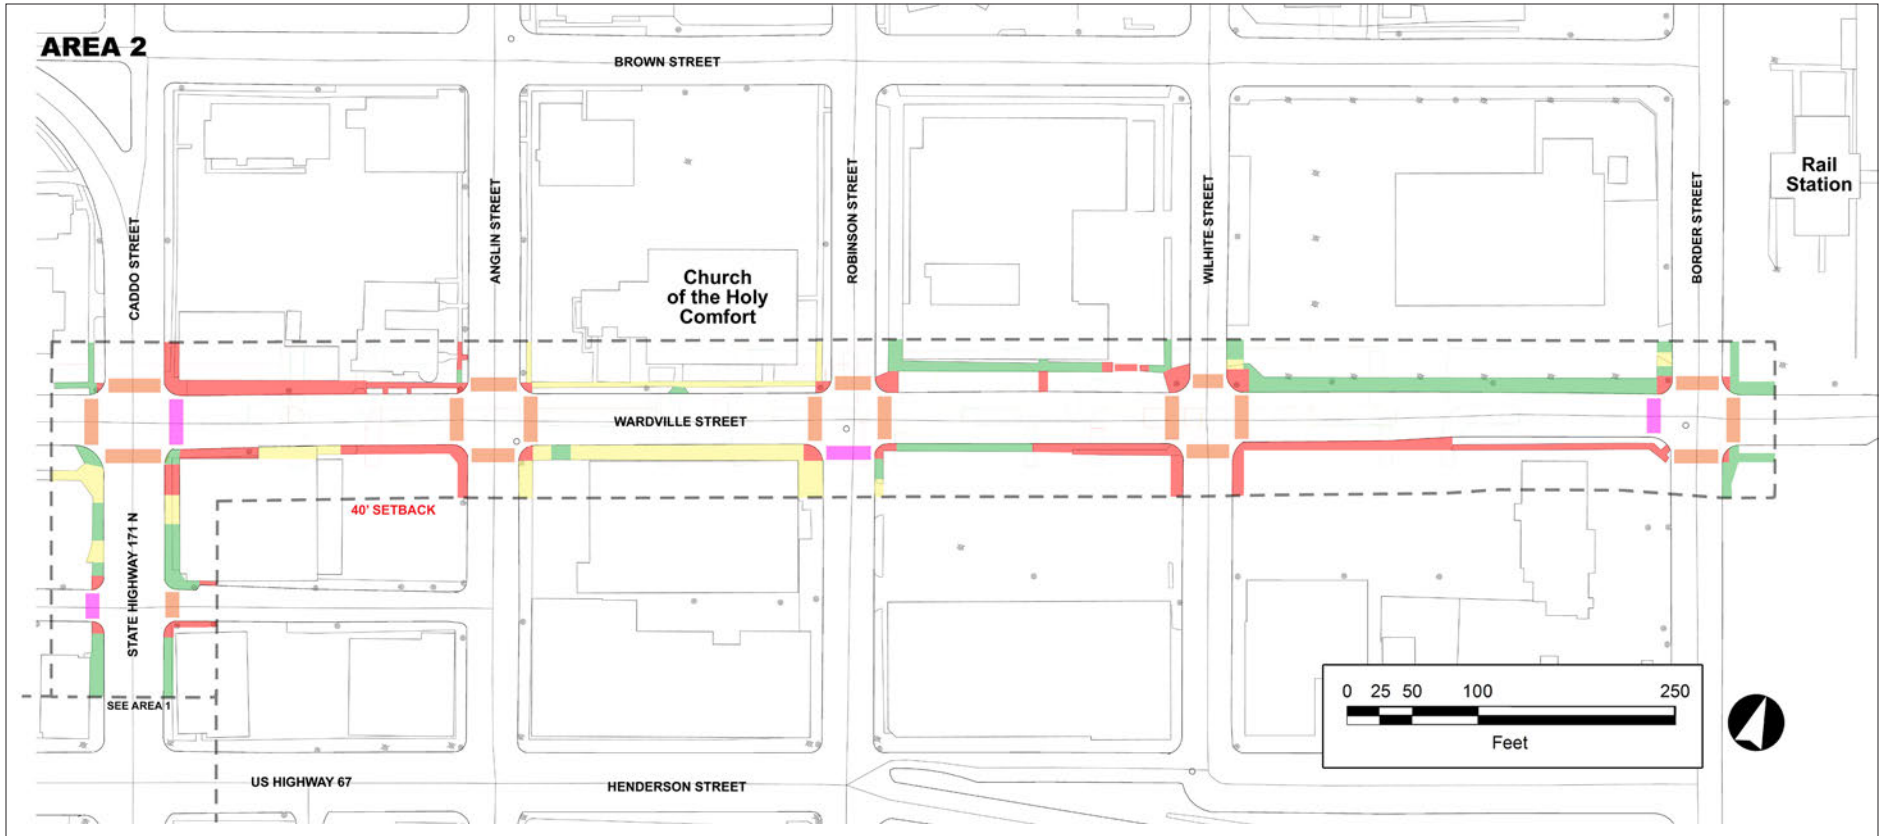 AREA 2
BROWN STREET
Rail
Station
CADDO STREET
ANGLIN STREET
ROBINSON STREET
WILHITE STREET
BORDER STREET
Church
of the Holy
Comfort
WARDVILLE STREET
40' SETBACK
STATE HIGHWAY 171 N
SEE AREA 1
0 25 50 100 250
Feet
US HIGHWAY 67
HENDERSON STREET